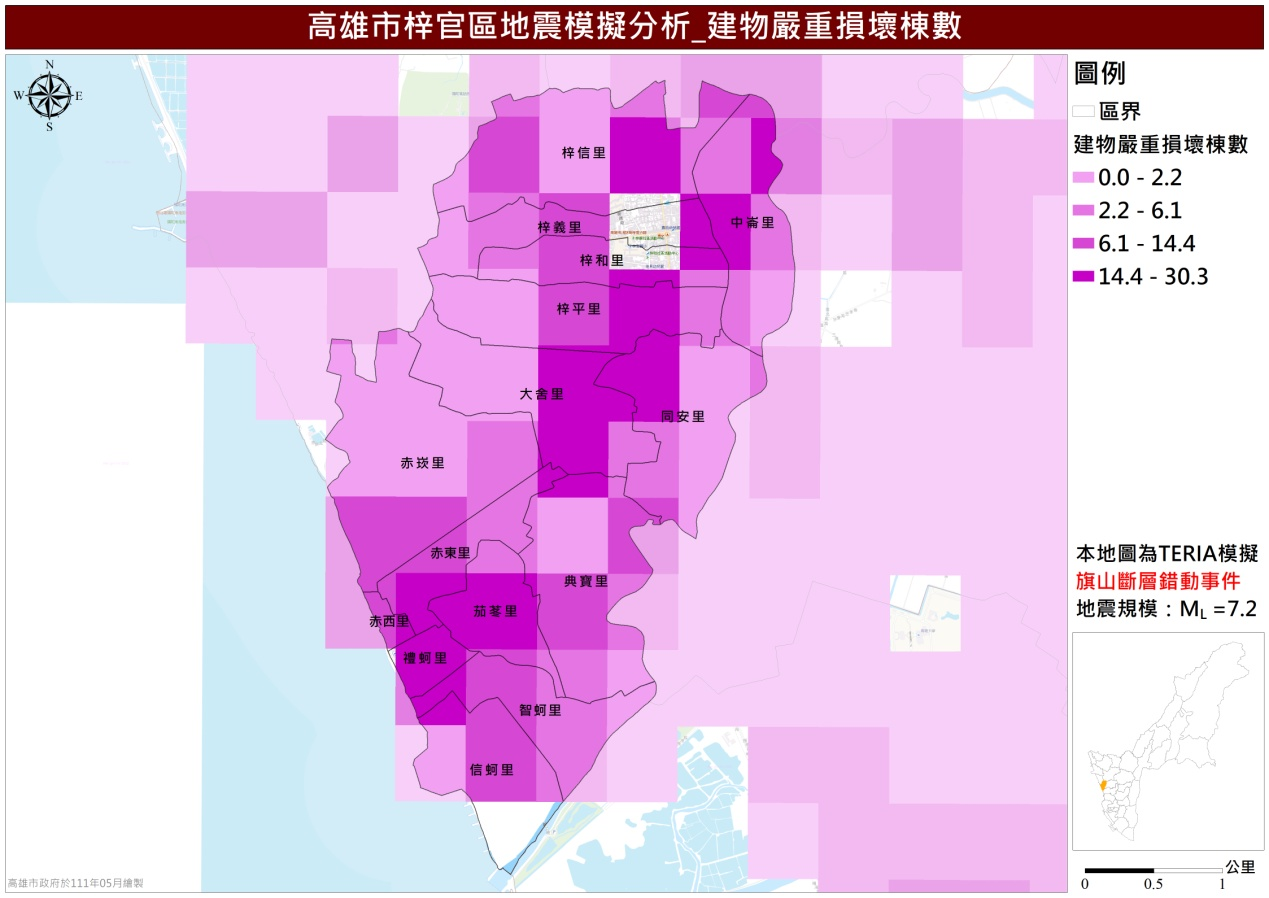 高雄市梓官區地震模擬分析_建物嚴重損壞棟數
N
W
E
S
圖例
區界
建物嚴重損壞棟數
0.0 - 2.2
2.2 - 6.1
6.1 - 14.4
14.4 - 30.3
梓信里
梓義里
中崙里
梓和里
梓平里
大舍里
同安里
赤崁里
赤東里
典寶里
茄苳里
赤西里
禮蚵里
智蚵里
信蚵里
本地圖為TERIA模擬
旗山斷層錯動事件
地震規模：ML =7.2
公里
0 0.5 1
高雄市政府於111年05月繪製